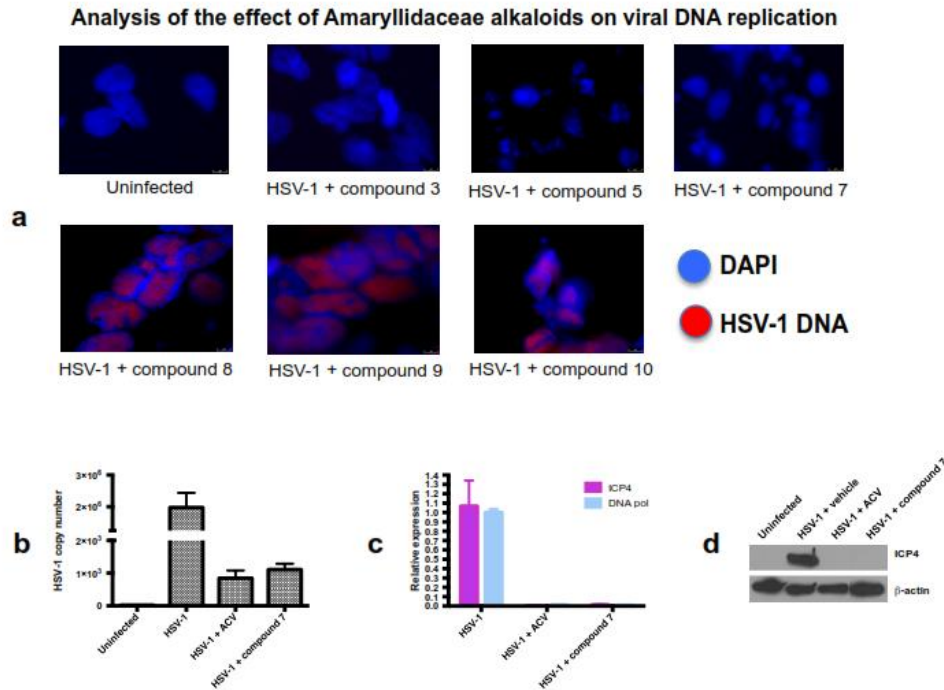 Analysis of the effect of Amaryllidaceae alkaloids on viral DNA replication
Uninfected
HSV-1 + compound 3
HSV-1 + compound 5
HSV-1 + compound 7
a
HSV-1 + compound 8
HSV-1 + compound 9
HSV-1 + compound 10
DAPI
HSV-1 DNA
b
HSV-1 copy number
3×10⁶
2×10⁶
2×10³
1×10³
0
Uninfected
HSV-1
HSV-1 + ACV
HSV-1 + compound 7
c
Relative expression
1.4
1.3
1.2
1.1
1.0
0.9
0.8
0.7
0.6
0.5
0.4
0.3
0.2
0.1
0.0
ICP4
DNA pol
HSV-1
HSV-1 + ACV
HSV-1 + compound 7
d
Uninfected
HSV-1 + vehicle
HSV-1 + ACV
HSV-1 + compound 7
ICP4
β-actin